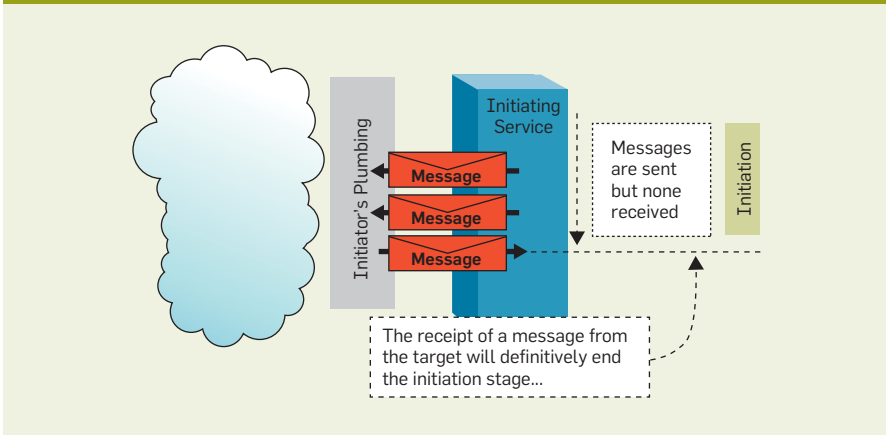 Initiator's Plumbing
Initiating
Service
Message
Message
Message
Messages
are sent
but none
received
Initiation
The receipt of a message from
the target will definitively end
the initiation stage...